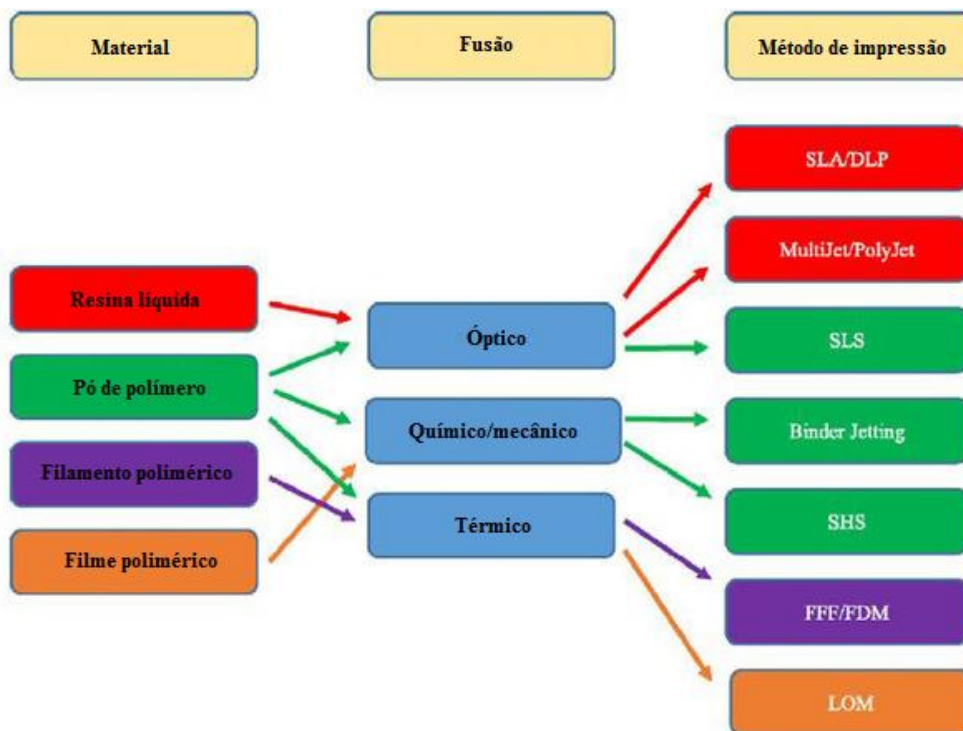 Material
Fusão
Método de impressão
SLA/DLP
MultiJet/PolyJet
Resina líquida
Óptico
SLS
Pó de polímero
Químico/mecânico
Binder Jetting
Filamento polimérico
Térmico
SHS
Filme polimérico
FFF/FDM
LOM